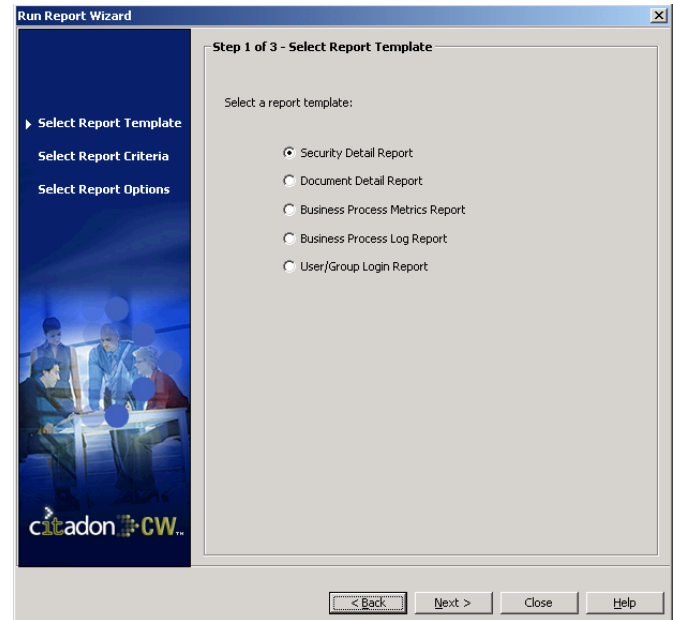 Run Report Wizard
Step 1 of 3 - Select Report Template
Select Report Template
Select Report Criteria
Select Report Options
Select a report template:
Security Detail Report
Document Detail Report
Business Process Metrics Report
Business Process Log Report
User/Group Login Report
citadon CW™
< Back
Next >
Close
Help